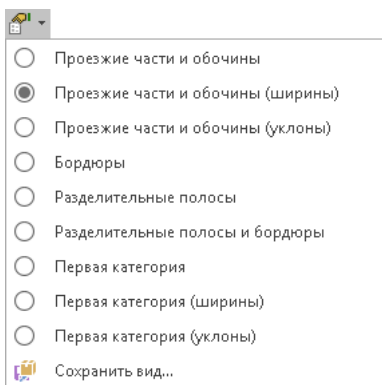 Проезжие части и обочины
Проезжие части и обочины (ширины)
Проезжие части и обочины (уклоны)
Бордюры
Разделительные полосы
Разделительные полосы и бордюры
Первая категория
Первая категория (ширины)
Первая категория (уклоны)
Сохранить вид...